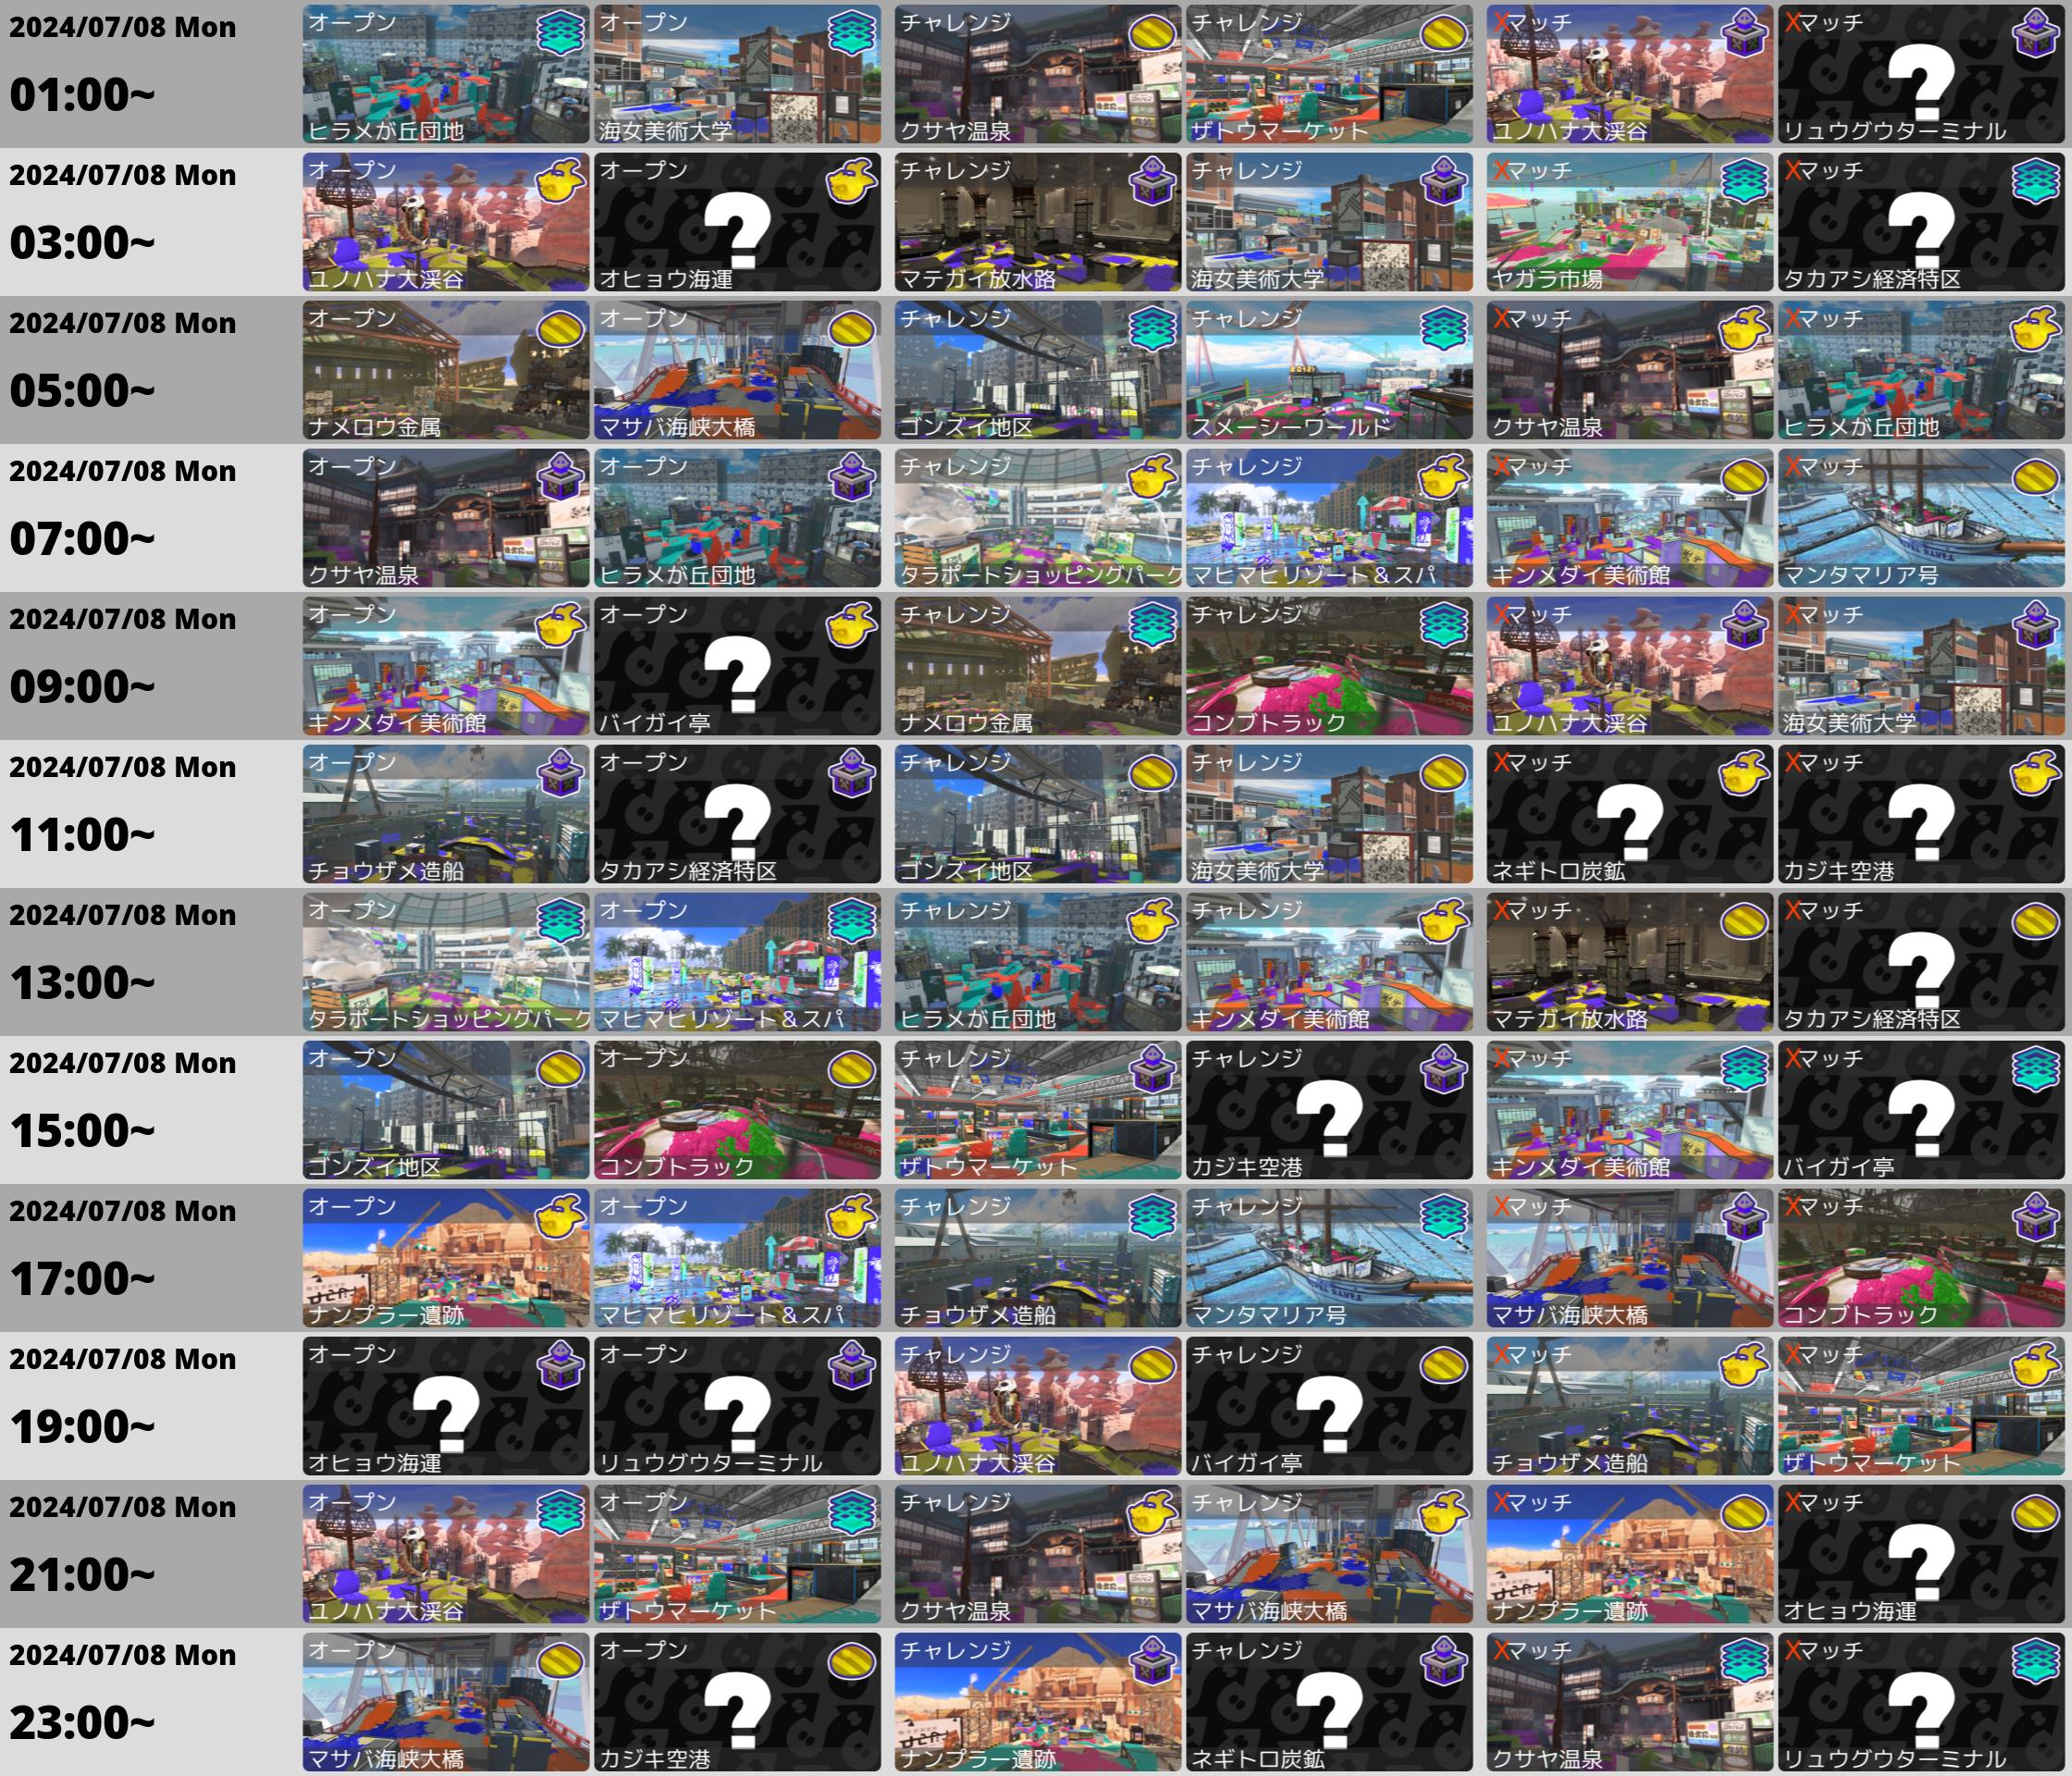 2024/07/08 Mon
01:00~
オープン
ヒラメが丘団地
オープン
海女美術大学
チャレンジ
クサヤ温泉
チャレンジ
ザトウマーケット
Xマッチ
ユノハナ大渓谷
Xマッチ
リュウグウターミナル
2024/07/08 Mon
03:00~
オープン
ユノハナ大渓谷
オープン
オヒョウ海運
チャレンジ
マテガイ放水路
チャレンジ
海女美術大学
Xマッチ
ヤガラ市場
Xマッチ
タカアシ経済特区
2024/07/08 Mon
05:00~
オープン
ナメロウ金属
オープン
マサバ海峡大橋
チャレンジ
ゴンズイ地区
チャレンジ
スメーシーワールド
Xマッチ
クサヤ温泉
Xマッチ
ヒラメが丘団地
2024/07/08 Mon
07:00~
オープン
クサヤ温泉
オープン
ヒラメが丘団地
チャレンジ
タラポートショッピングパーク
チャレンジ
マヒマヒリゾート＆スパ
Xマッチ
キンメダイ美術館
Xマッチ
マンタマリア号
2024/07/08 Mon
09:00~
オープン
キンメダイ美術館
オープン
バイガイ亭
チャレンジ
ナメロウ金属
チャレンジ
コンブトラック
Xマッチ
ユノハナ大渓谷
Xマッチ
海女美術大学
2024/07/08 Mon
11:00~
オープン
チョウザメ造船
オープン
タカアシ経済特区
チャレンジ
ゴンズイ地区
チャレンジ
海女美術大学
Xマッチ
ネギトロ炭鉱
Xマッチ
カジキ空港
2024/07/08 Mon
13:00~
オープン
タラポートショッピングパーク
オープン
マヒマヒリゾート＆スパ
チャレンジ
ヒラメが丘団地
チャレンジ
キンメダイ美術館
Xマッチ
マテガイ放水路
Xマッチ
タカアシ経済特区
2024/07/08 Mon
15:00~
オープン
ゴンズイ地区
オープン
コンブトラック
チャレンジ
ザトウマーケット
チャレンジ
カジキ空港
Xマッチ
キンメダイ美術館
Xマッチ
バイガイ亭
2024/07/08 Mon
17:00~
オープン
ナンプラー遺跡
オープン
マヒマヒリゾート＆スパ
チャレンジ
チョウザメ造船
チャレンジ
マンタマリア号
Xマッチ
マサバ海峡大橋
Xマッチ
コンブトラック
2024/07/08 Mon
19:00~
オープン
オヒョウ海運
オープン
リュウグウターミナル
チャレンジ
ユノハナ大渓谷
チャレンジ
バイガイ亭
Xマッチ
チョウザメ造船
Xマッチ
ザトウマーケット
2024/07/08 Mon
21:00~
オープン
ユノハナ大渓谷
オープン
ザトウマーケット
チャレンジ
クサヤ温泉
チャレンジ
マサバ海峡大橋
Xマッチ
ナンプラー遺跡
Xマッチ
オヒョウ海運
2024/07/08 Mon
23:00~
オープン
マサバ海峡大橋
オープン
カジキ空港
チャレンジ
ナンプラー遺跡
チャレンジ
ネギトロ炭鉱
Xマッチ
クサヤ温泉
Xマッチ
リュウグウターミナル